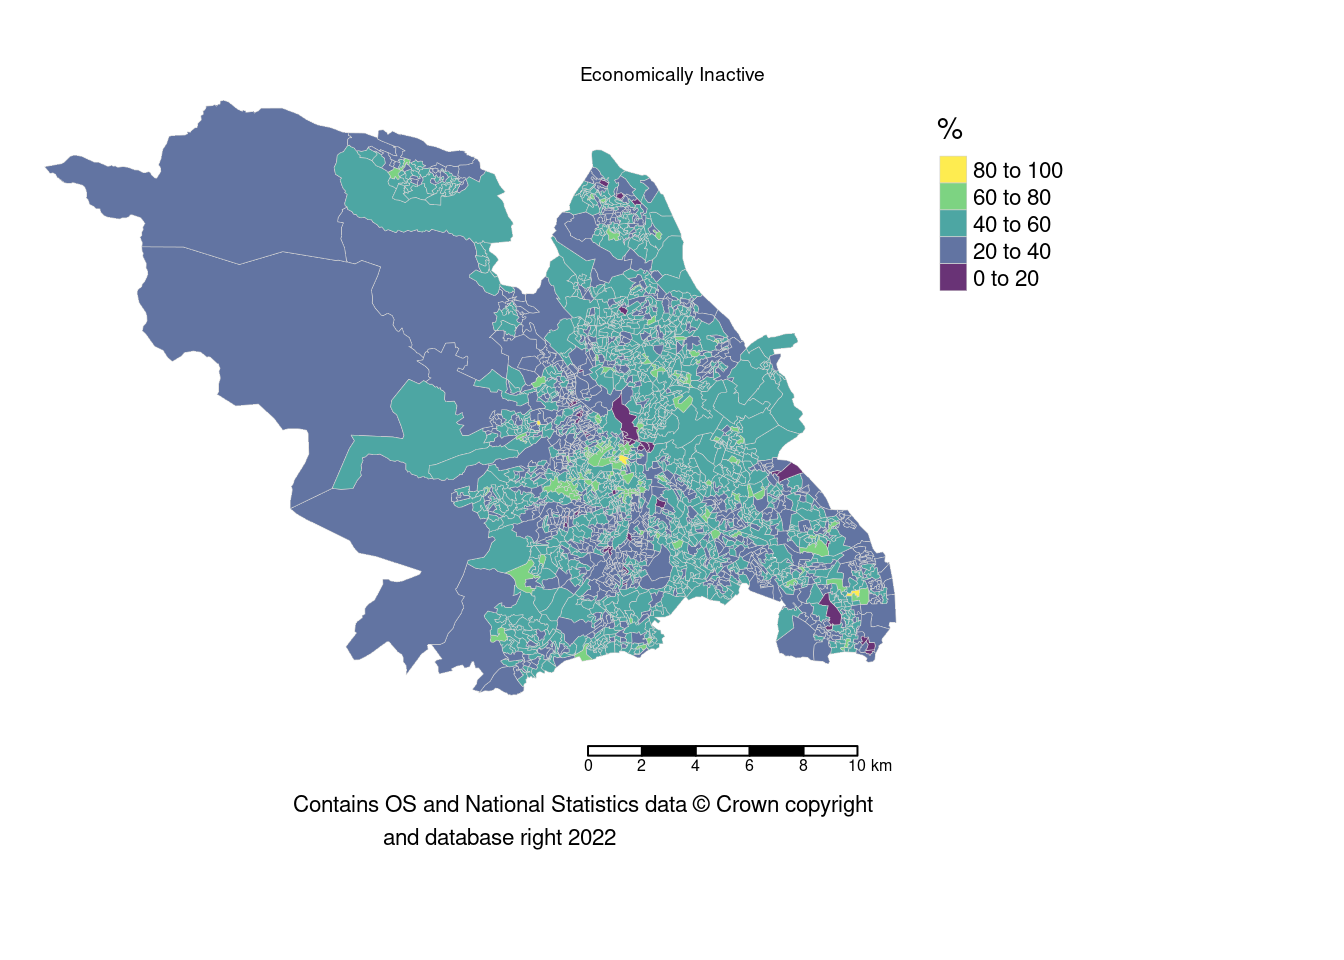 Economically Inactive
%
80 to 100
60 to 80
40 to 60
20 to 40
0 to 20
0 2 4 6 8 10 km
Contains OS and National Statistics data © Crown copyright
and database right 2022